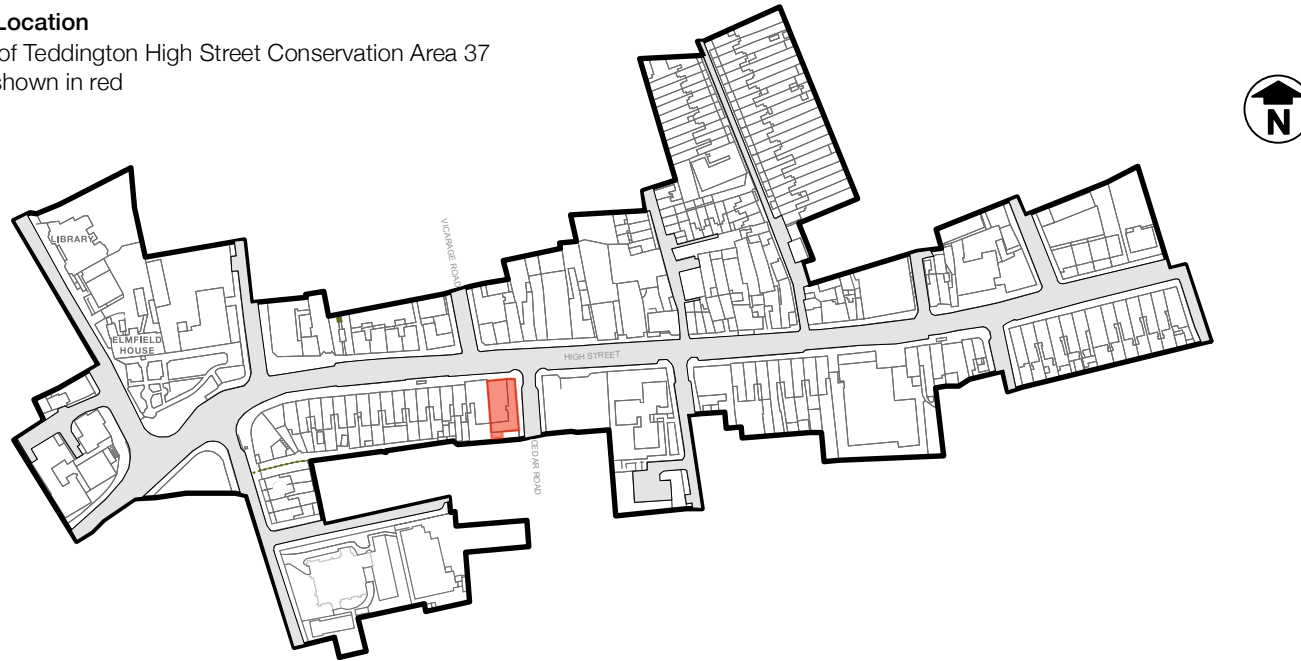 Location
of Teddington High Street Conservation Area 37
shown in red
N
VICARAGE ROAD
LIBRARY
ELMFIELD
HOUSE
HIGH STREET
CEDAR ROAD